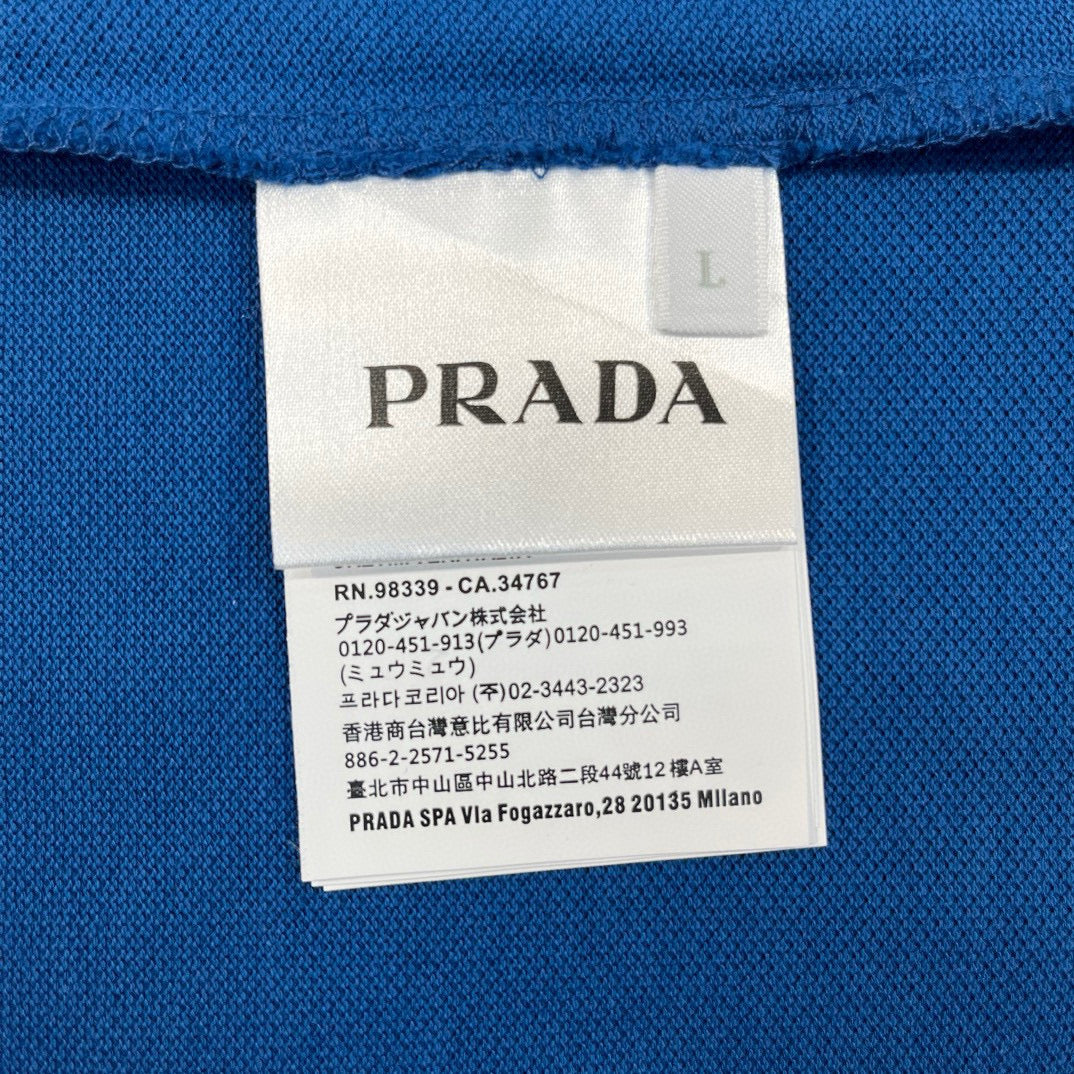 L
PRADA
RN.98339 - CA.34767
プラダジャパン株式会社
0120-451-913(プラダ)0120-451-993
(ミュウミュウ)
프라다코리아 (주)02-3443-2323
香港商台灣意比有限公司台灣分公司
886-2-2571-5255
臺北市中山區中山北路二段44號12樓A室
PRADA SPA VIa Fogazzaro,28 20135 MIlano